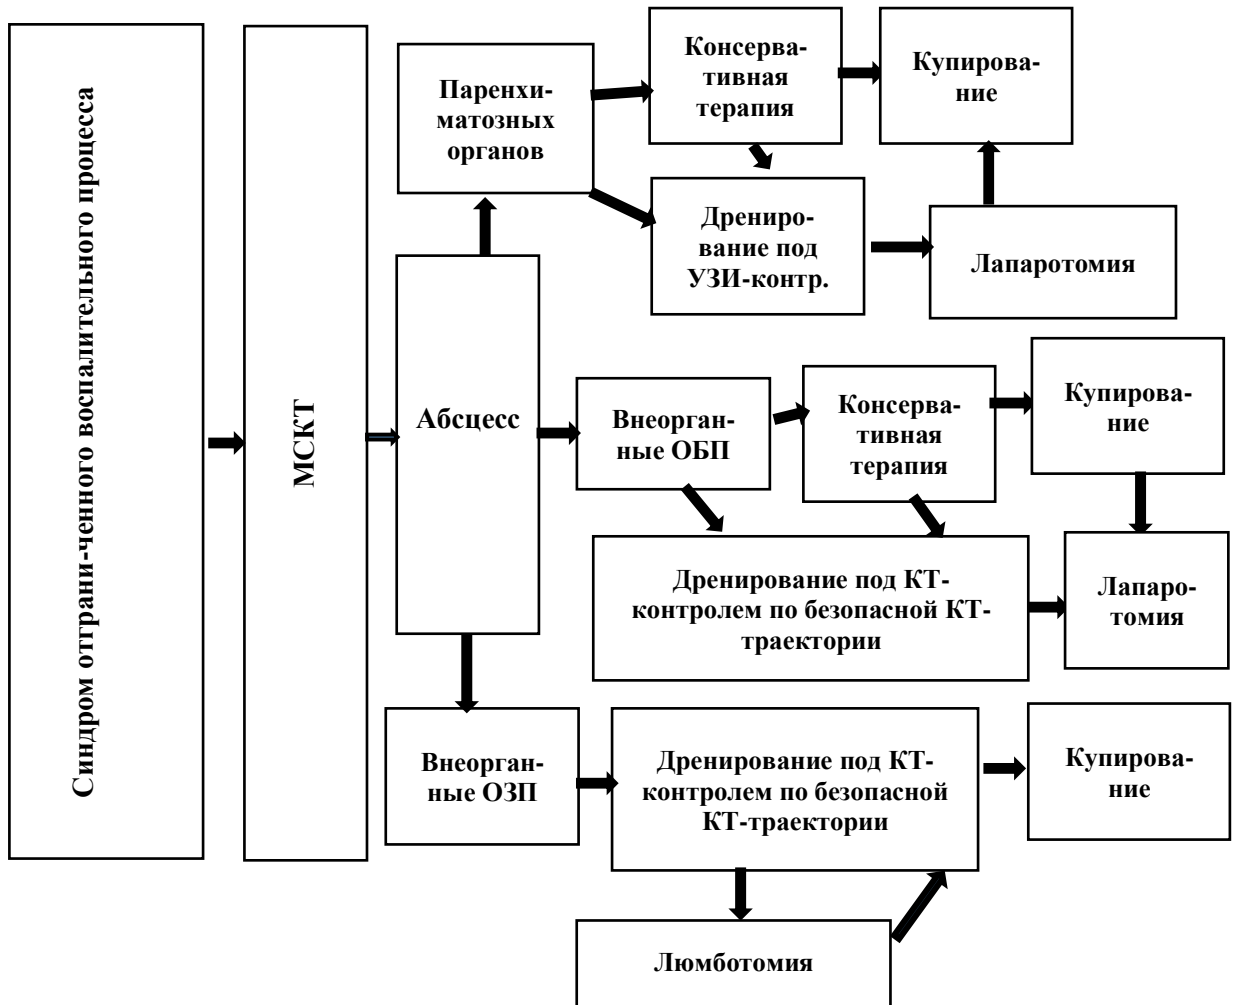 Синдром отграни-ченного воспалительного процесса
МСКТ
Абсцесс
Паренхи-
матозных
органов
Консерва-
тивная
терапия
Купирова-
ние
Дрениро-
вание под
УЗИ-контр.
Лапаротомия
Внеорган-
ные ОБП
Консерва-
тивная
терапия
Купирова-
ние
Дренирование под КТ-
контролем по безопасной КТ-
траектории
Лапаро-
томия
Внеорган-
ные ОЗП
Дренирование под КТ-
контролем по безопасной
КТ-траектории
Купирова-
ние
Люмботомия